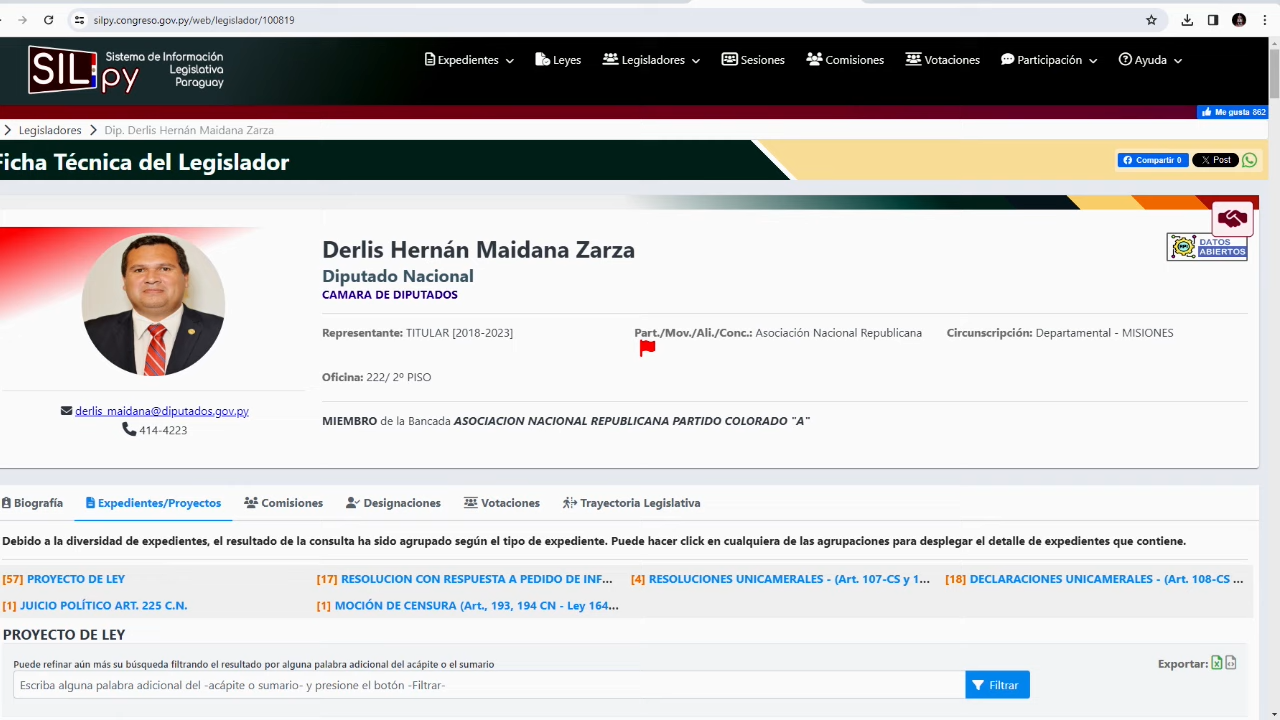 silpy.congreso.gov.py/web/legislador/100819
SILpy
Sistema de Información
Legislativa
Paraguay
Expedientes
Leyes
Legisladores
Sesiones
Comisiones
Votaciones
Participación
Ayuda
Me gusta 862
Legisladores
Dip. Derlis Hernán Maidana Zarza
Ficha Técnica del Legislador
Compartir 0
X Post
DATOS
ABIERTOS
Derlis Hernán Maidana Zarza
Diputado Nacional
CAMARA DE DIPUTADOS
Representante: TITULAR [2018-2023]
Part./Mov./Ali./Conc.: Asociación Nacional Republicana
Circunscripción: Departamental - MISIONES
Oficina: 222/ 2º PISO
derlis_maidana@diputados.gov.py
414-4223
MIEMBRO de la Bancada ASOCIACION NACIONAL REPUBLICANA PARTIDO COLORADO "A"
Biografía
Expedientes/Proyectos
Comisiones
Designaciones
Votaciones
Trayectoria Legislativa
Debido a la diversidad de expedientes, el resultado de la consulta ha sido agrupado según el tipo de expediente. Puede hacer click en cualquiera de las agrupaciones para desplegar el detalle de expedientes que contiene.
[57] PROYECTO DE LEY
[17] RESOLUCION CON RESPUESTA A PEDIDO DE INF...
[4] RESOLUCIONES UNICAMERALES - (Art. 107-CS y 1...
[18] DECLARACIONES UNICAMERALES - (Art. 108-CS ...
[1] JUICIO POLÍTICO ART. 225 C.N.
[1] MOCIÓN DE CENSURA (Art., 193, 194 CN - Ley 164...
PROYECTO DE LEY
Puede refinar aún más su búsqueda filtrando el resultado por alguna palabra adicional del acápite o el sumario
Exportar:
Escriba alguna palabra adicional del -acápite o sumario- y presione el botón -Filtrar-
Filtrar